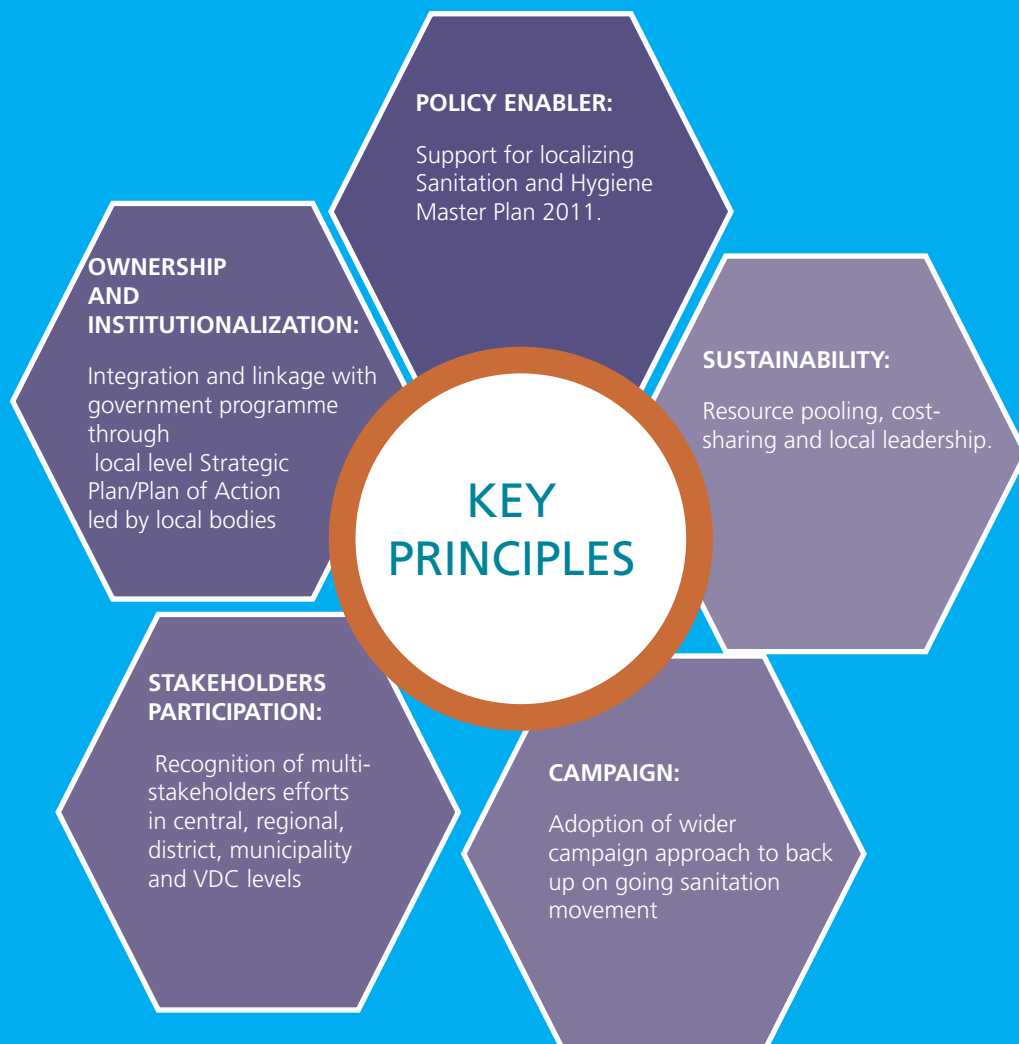 POLICY ENABLER:
Support for localizing
Sanitation and Hygiene
Master Plan 2011.
OWNERSHIP
AND
INSTITUTIONALIZATION:
Integration and linkage with
government programme
through
local level Strategic
Plan/Plan of Action
led by local bodies
SUSTAINABILITY:
Resource pooling, cost-
sharing and local leadership.
KEY
PRINCIPLES
STAKEHOLDERS
PARTICIPATION:
Recognition of multi-
stakeholders efforts
in central, regional,
district, municipality
and VDC levels
CAMPAIGN:
Adoption of wider
campaign approach to back
up on going sanitation
movement